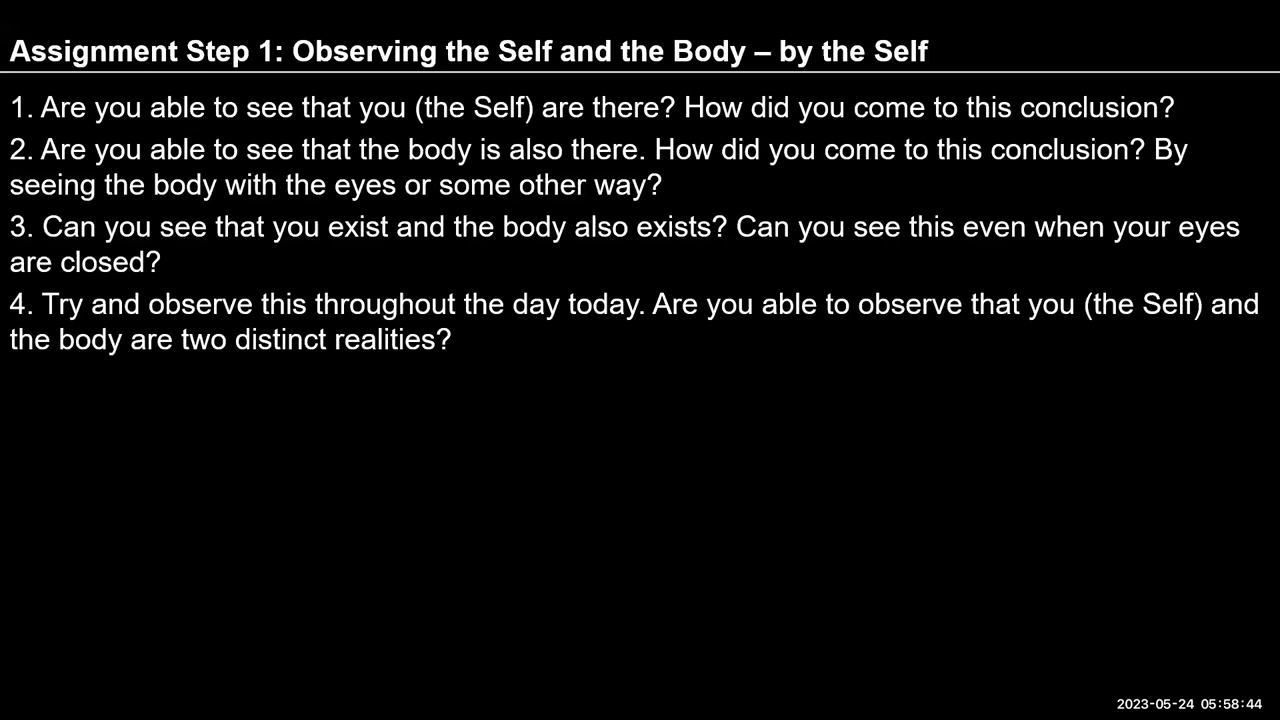 Assignment Step 1: Observing the Self and the Body – by the Self
1. Are you able to see that you (the Self) are there? How did you come to this conclusion?
2. Are you able to see that the body is also there. How did you come to this conclusion? By
seeing the body with the eyes or some other way?
3. Can you see that you exist and the body also exists? Can you see this even when your eyes
are closed?
4. Try and observe this throughout the day today. Are you able to observe that you (the Self) and
the body are two distinct realities?
2023-05-24 05:58:44